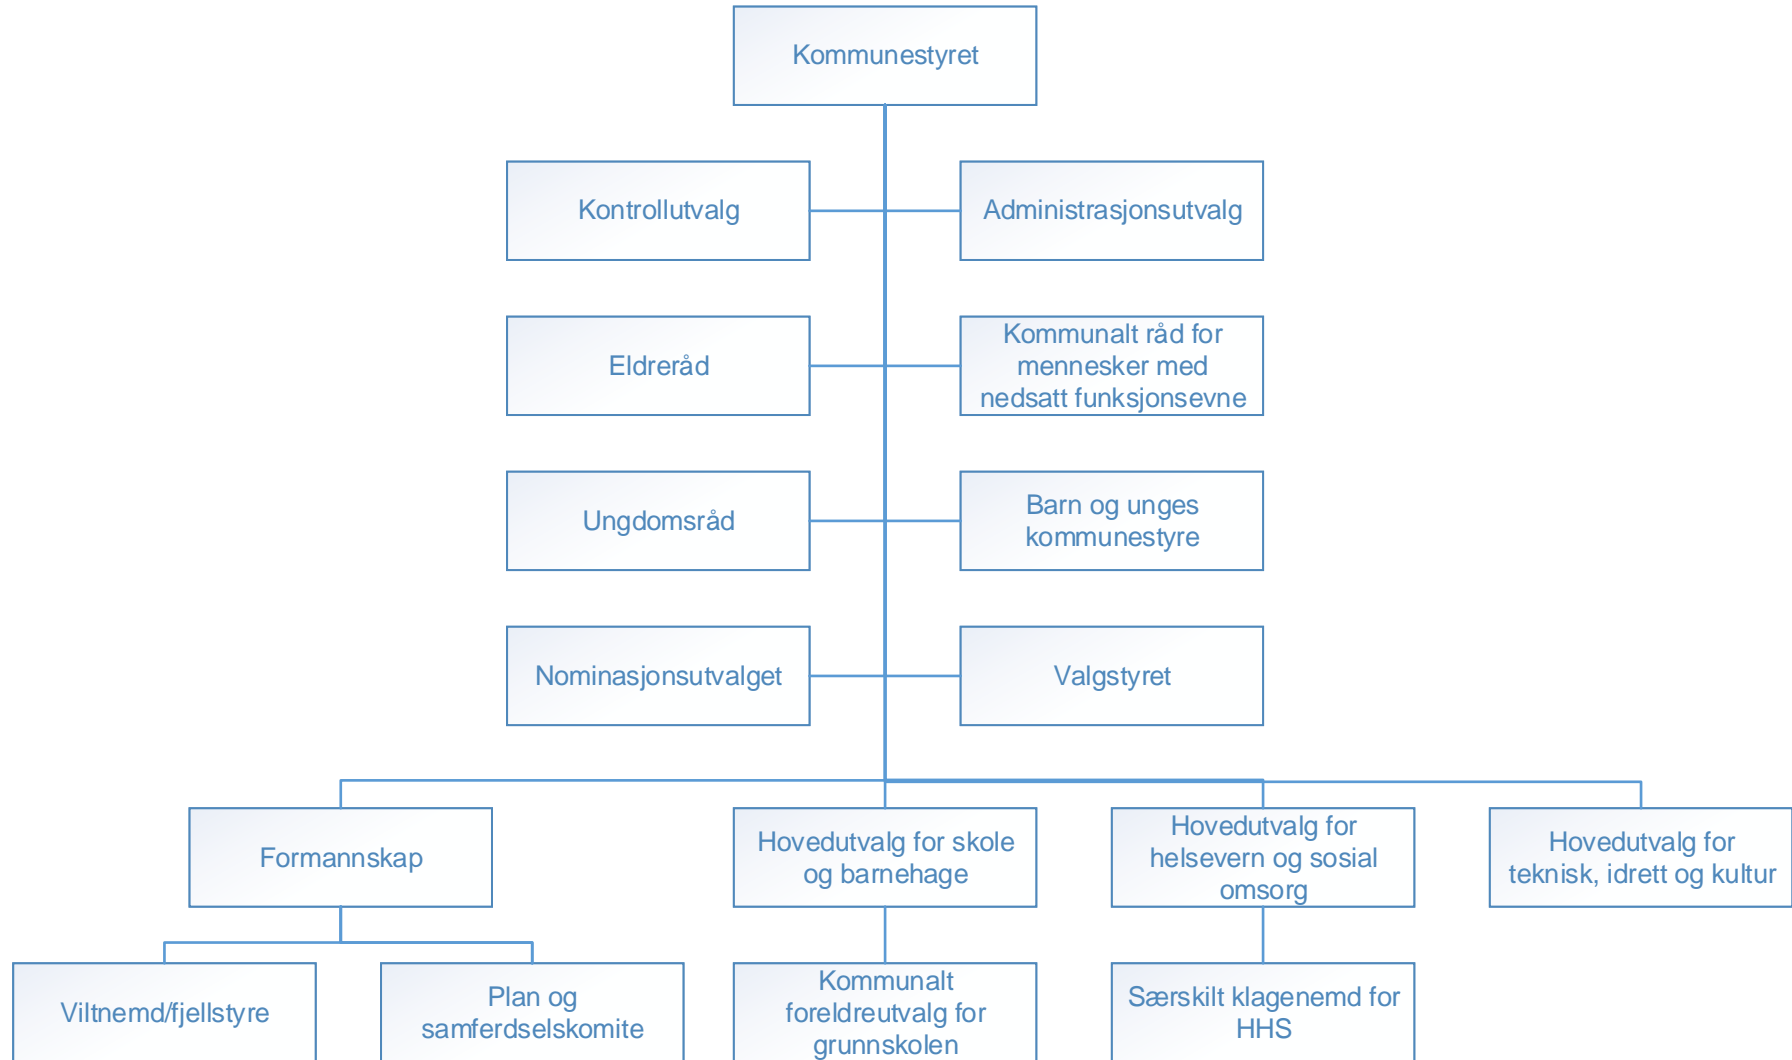 Kommunestyret
Kontrollutvalg
Administrasjonsutvalg
Eldreråd
Kommunalt råd for
mennesker med
nedsatt funksjonsevne
Ungdomsråd
Barn og unges
kommunestyre
Nominasjonsutvalget
Valgstyret
Formannskap
Hovedutvalg for skole
og barnehage
Hovedutvalg for
helsevern og sosial
omsorg
Hovedutvalg for
teknisk, idrett og kultur
Viltnemd/fjellstyre
Plan og
samferdselskomite
Kommunalt
foreldreutvalg for
grunnskolen
Særskilt klagenemd for
HHS